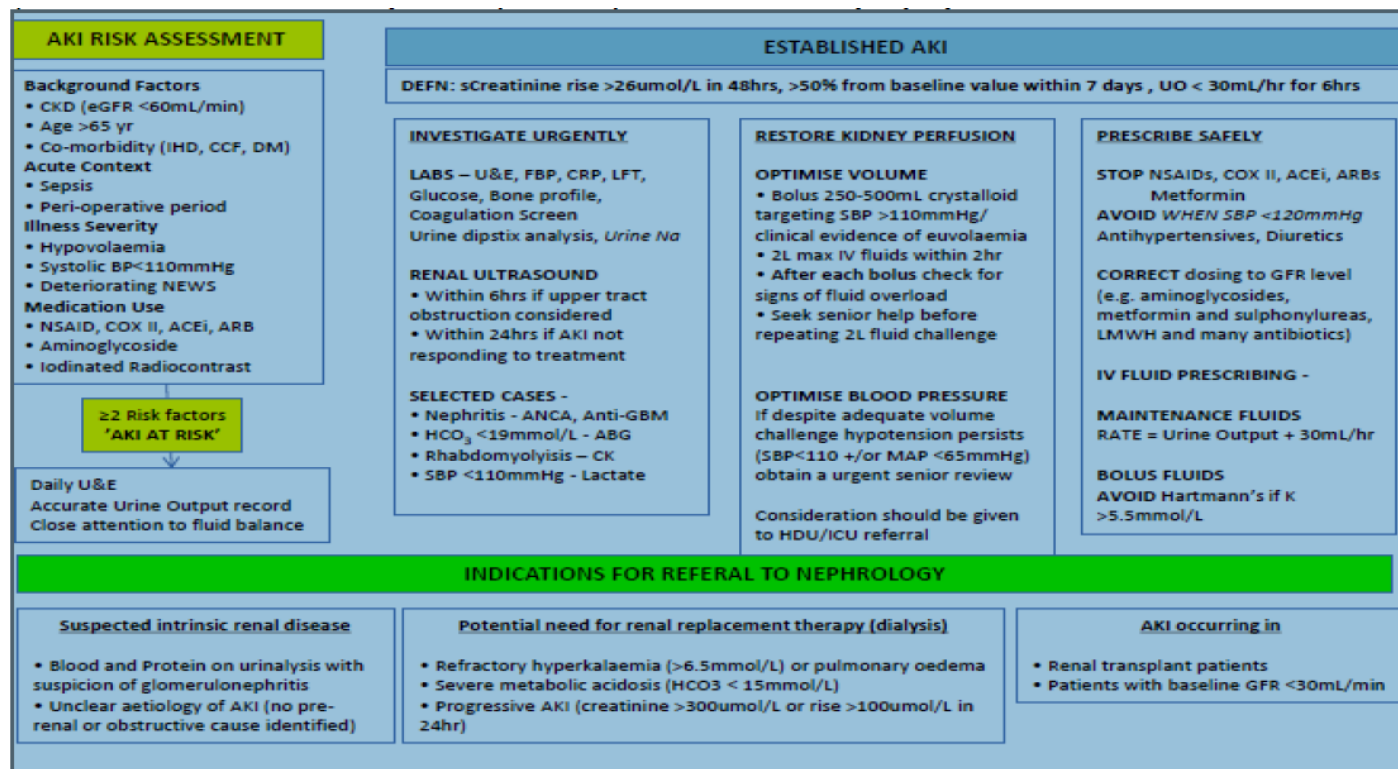 AKI RISK ASSESSMENT
Background Factors
• CKD (eGFR <60mL/min)
• Age >65 yr
• Co-morbidity (IHD, CCF, DM)
Acute Context
• Sepsis
• Peri-operative period
Illness Severity
• Hypovolaemia
• Systolic BP<110mmHg
• Deteriorating NEWS
Medication Use
• NSAID, COX II, ACEi, ARB
• Aminoglycoside
• Iodinated Radiocontrast
≥2 Risk factors
'AKI AT RISK'
Daily U&E
Accurate Urine Output record
Close attention to fluid balance
ESTABLISHED AKI
DEFN: sCreatinine rise >26umol/L in 48hrs, >50% from baseline value within 7 days , UO < 30mL/hr for 6hrs
INVESTIGATE URGENTLY
LABS – U&E, FBP, CRP, LFT,
Glucose, Bone profile,
Coagulation Screen
Urine dipstix analysis, Urine Na
RENAL ULTRASOUND
• Within 6hrs if upper tract
obstruction considered
• Within 24hrs if AKI not
responding to treatment
SELECTED CASES -
• Nephritis - ANCA, Anti-GBM
• HCO3 <19mmol/L - ABG
• Rhabdomyolyisis – CK
• SBP <110mmHg - Lactate
RESTORE KIDNEY PERFUSION
OPTIMISE VOLUME
• Bolus 250-500mL crystalloid
targeting SBP >110mmHg/
clinical evidence of euvolaemia
• 2L max IV fluids within 2hr
• After each bolus check for
signs of fluid overload
• Seek senior help before
repeating 2L fluid challenge
OPTIMISE BLOOD PRESSURE
If despite adequate volume
challenge hypotension persists
(SBP<110 +/or MAP <65mmHg)
obtain a urgent senior review
Consideration should be given
to HDU/ICU referral
PRESCRIBE SAFELY
STOP NSAIDs, COX II, ACEi, ARBs
Metformin
AVOID WHEN SBP <120mmHg
Antihypertensives, Diuretics
CORRECT dosing to GFR level
(e.g. aminoglycosides,
metformin and sulphonylureas,
LMWH and many antibiotics)
IV FLUID PRESCRIBING -
MAINTENANCE FLUIDS
RATE = Urine Output + 30mL/hr
BOLUS FLUIDS
AVOID Hartmann's if K
>5.5mmol/L
INDICATIONS FOR REFERAL TO NEPHROLOGY
Suspected intrinsic renal disease
• Blood and Protein on urinalysis with
suspicion of glomerulonephritis
• Unclear aetiology of AKI (no pre-
renal or obstructive cause identified)
Potential need for renal replacement therapy (dialysis)
• Refractory hyperkalaemia (>6.5mmol/L) or pulmonary oedema
• Severe metabolic acidosis (HCO3 < 15mmol/L)
• Progressive AKI (creatinine >300umol/L or rise >100umol/L in
24hr)
AKI occurring in
• Renal transplant patients
• Patients with baseline GFR <30mL/min